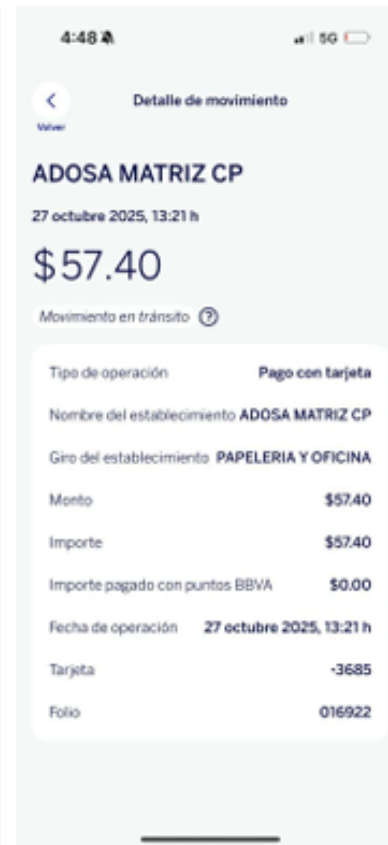 4:48
5G
Detalle de movimiento
Volver
ADOSA MATRIZ CP
27 octubre 2025, 13:21 h
$57.40
Movimiento en tránsito ?
Tipo de operación Pago con tarjeta
Nombre del establecimiento ADOSA MATRIZ CP
Giro del establecimiento PAPELERIA Y OFICINA
Monto $57.40
Importe $57.40
Importe pagado con puntos BBVA $0.00
Fecha de operación 27 octubre 2025, 13:21 h
Tarjeta -3685
Folio 016922